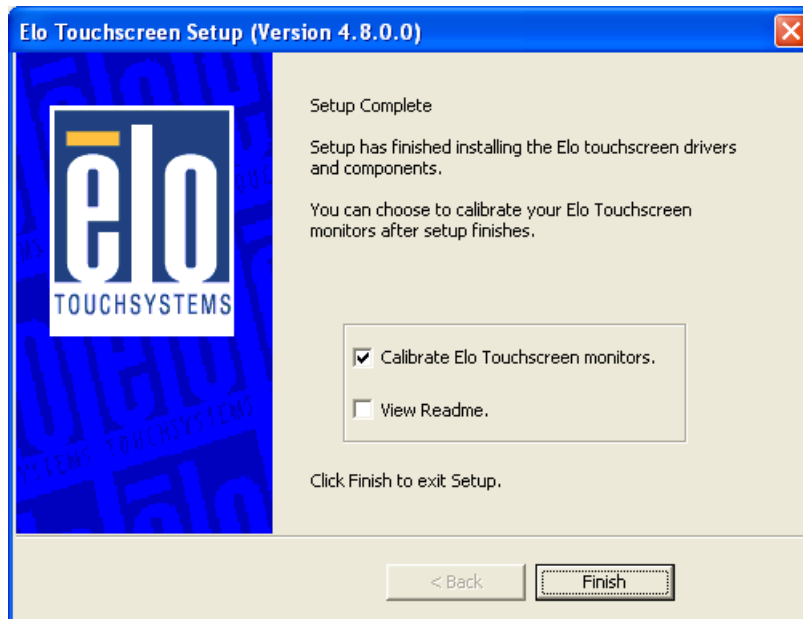 Elo Touchscreen Setup (Version 4.8.0.0)
Setup Complete
Setup has finished installing the Elo touchscreen drivers
and components.
You can choose to calibrate your Elo Touchscreen
monitors after setup finishes.
ēlo
TOUCHSYSTEMS
Calibrate Elo Touchscreen monitors.
View Readme.
Click Finish to exit Setup.
< Back
Finish